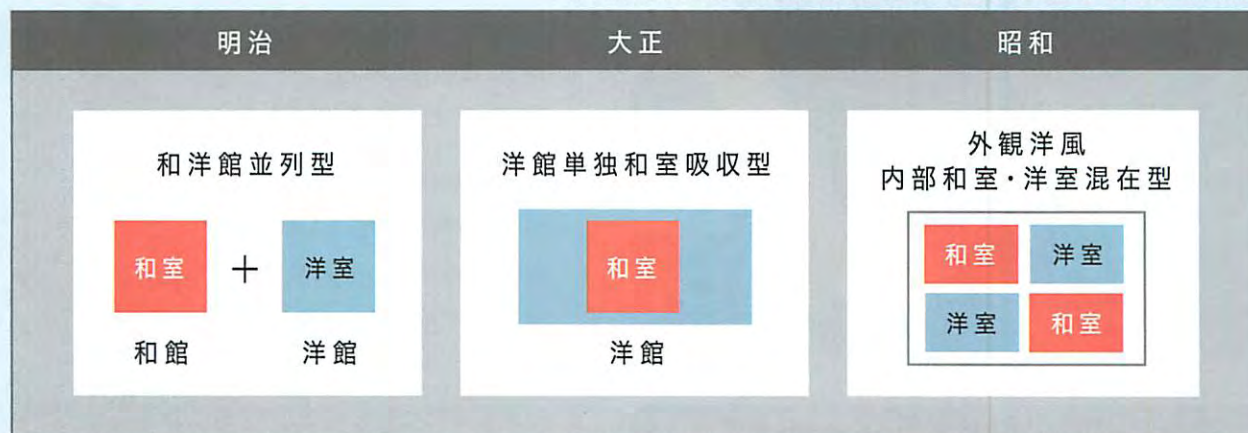 明治
大正
昭和
和洋館並列型
和室
+
洋室
和館
洋館
洋館単独和室吸収型
和室
洋館
外観洋風
内部和室・洋室混在型
和室
洋室
洋室
和室